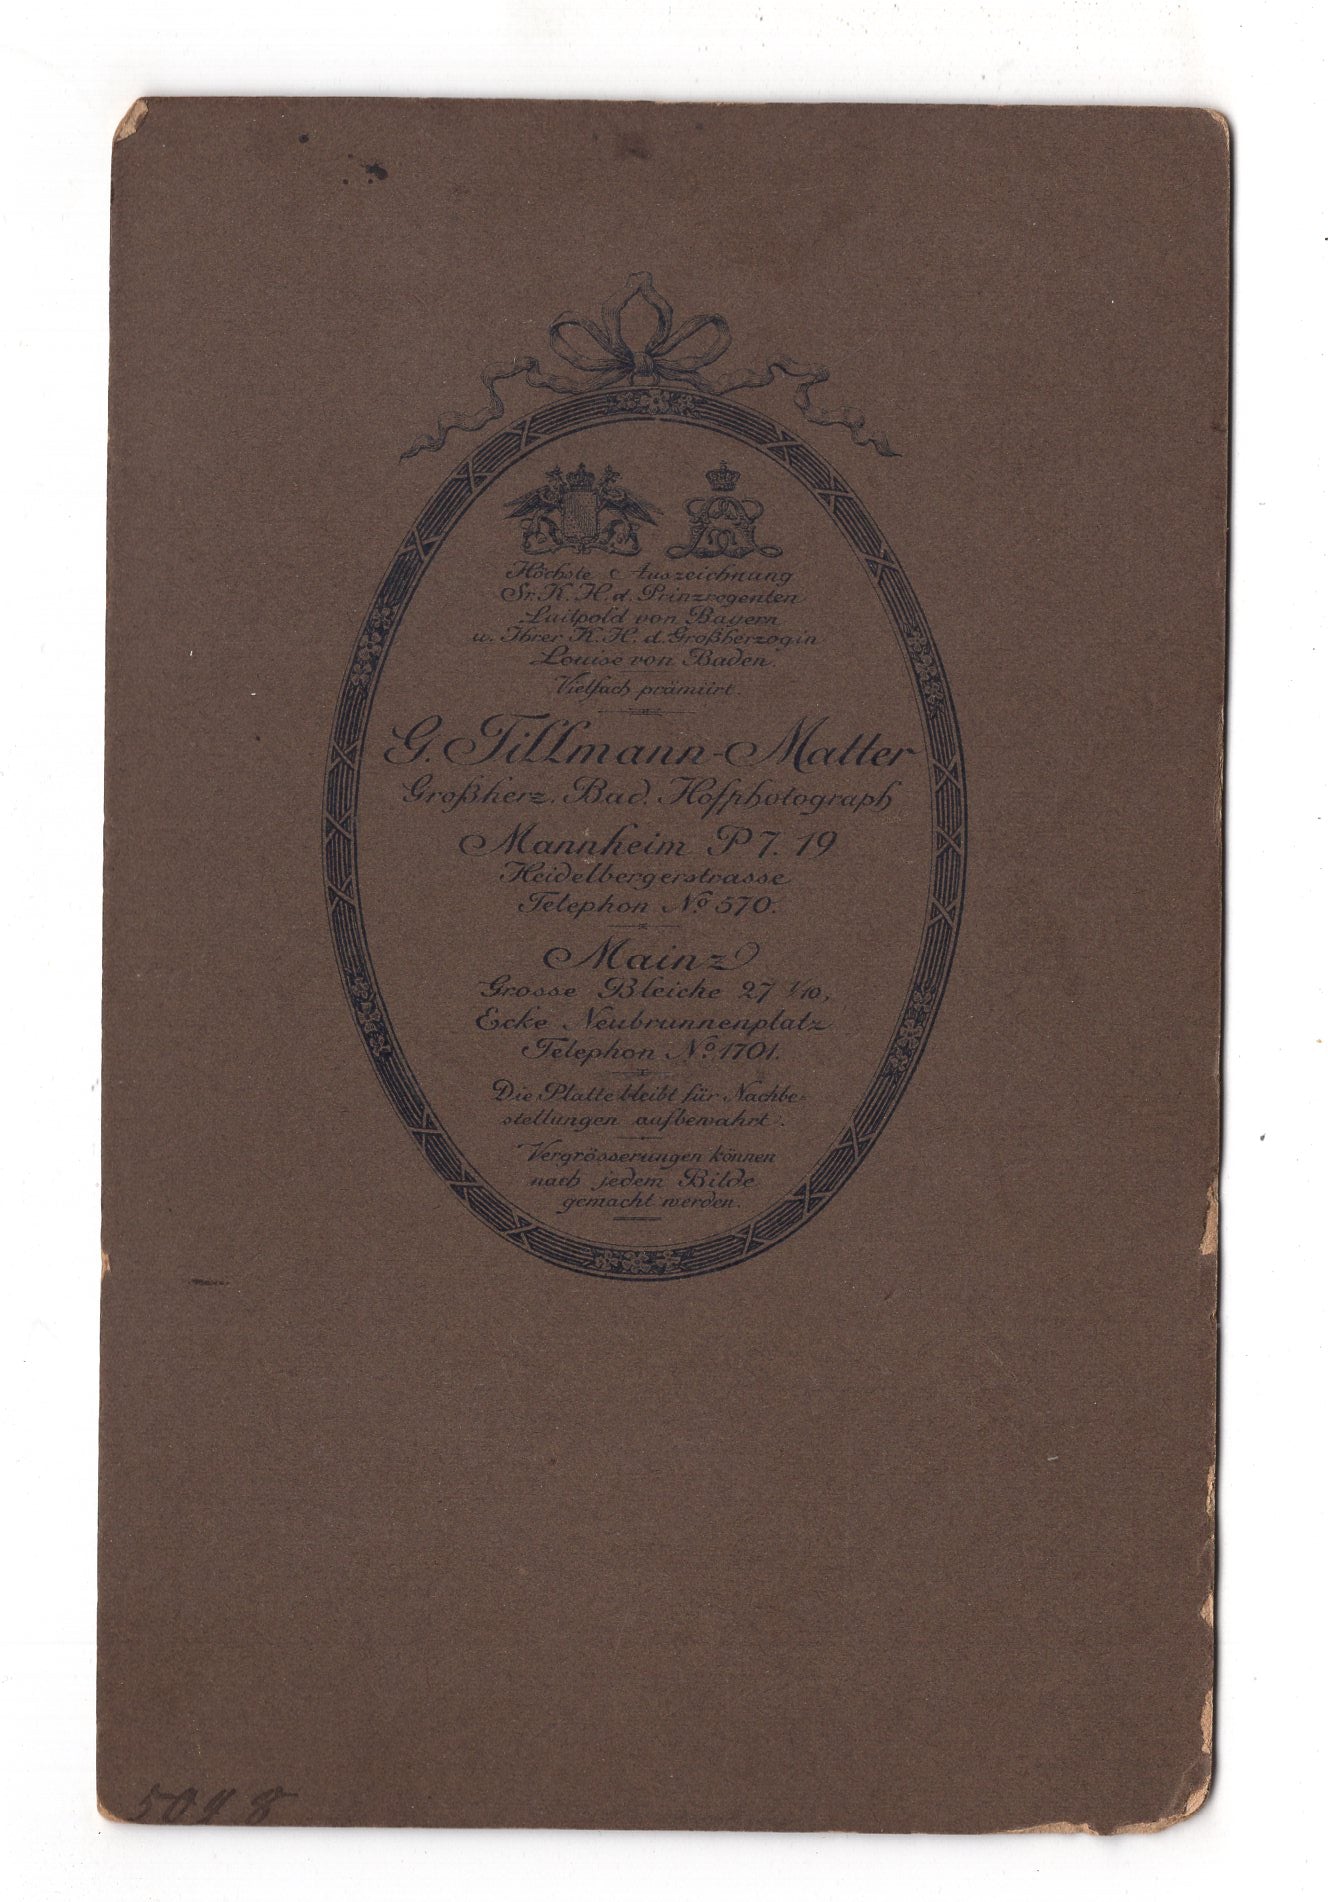 Höchste Auszeichnung
Sr. K. H. d. Prinzregenten
Luitpold von Bayern
u. Ihrer K. H. d. Großherzogin
Louise von Baden.
Vielfach prämiirt.
G. Tillmann-Matter
Großherz. Bad. Hofphotograph
Mannheim P 7. 19
Heidelbergerstrasse
Telephon No 570.
Mainz
Grosse Bleiche 27 1/10,
Ecke Neubrunnenplatz
Telephon No 1701.
Die Platte bleibt für Nachbe-
stellungen aufbewahrt.
Vergrösserungen können
nach jedem Bilde
gemacht werden.